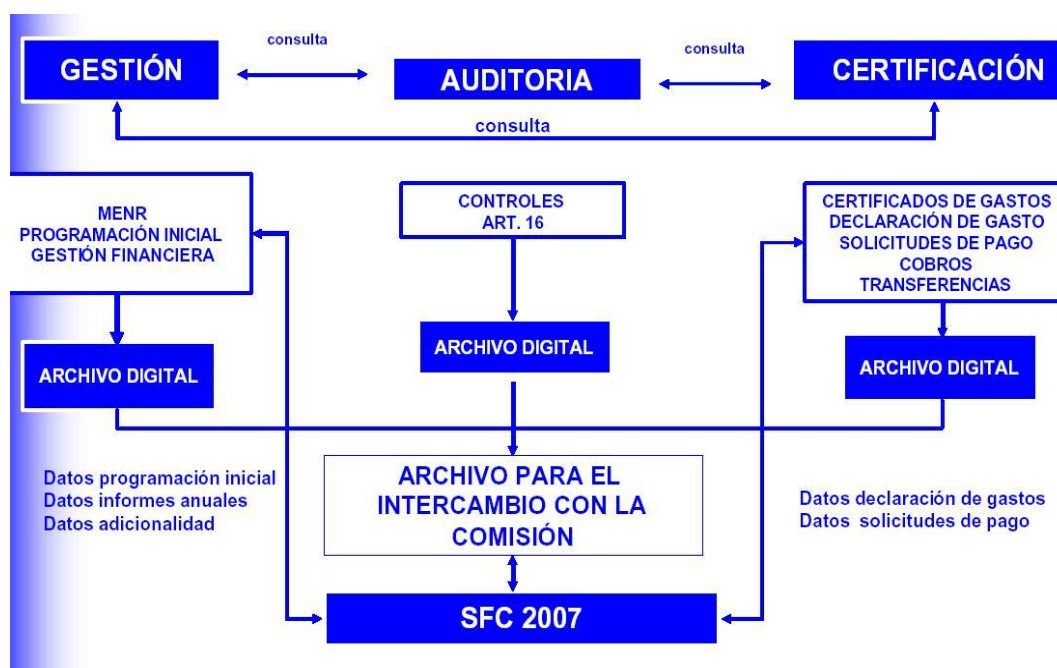 consulta
consulta
GESTIÓN
AUDITORIA
CERTIFICACIÓN
consulta
MENR
PROGRAMACIÓN INICIAL
GESTIÓN FINANCIERA
CONTROLES
ART. 16
CERTIFICADOS DE GASTOS
DECLARACIÓN DE GASTO
SOLICITUDES DE PAGO
COBROS
TRANSFERENCIAS
ARCHIVO DIGITAL
ARCHIVO DIGITAL
ARCHIVO DIGITAL
Datos programación inicial
Datos informes anuales
Datos adicionalidad
ARCHIVO PARA EL
INTERCAMBIO CON LA
COMISIÓN
Datos declaración de gastos
Datos solicitudes de pago
SFC 2007